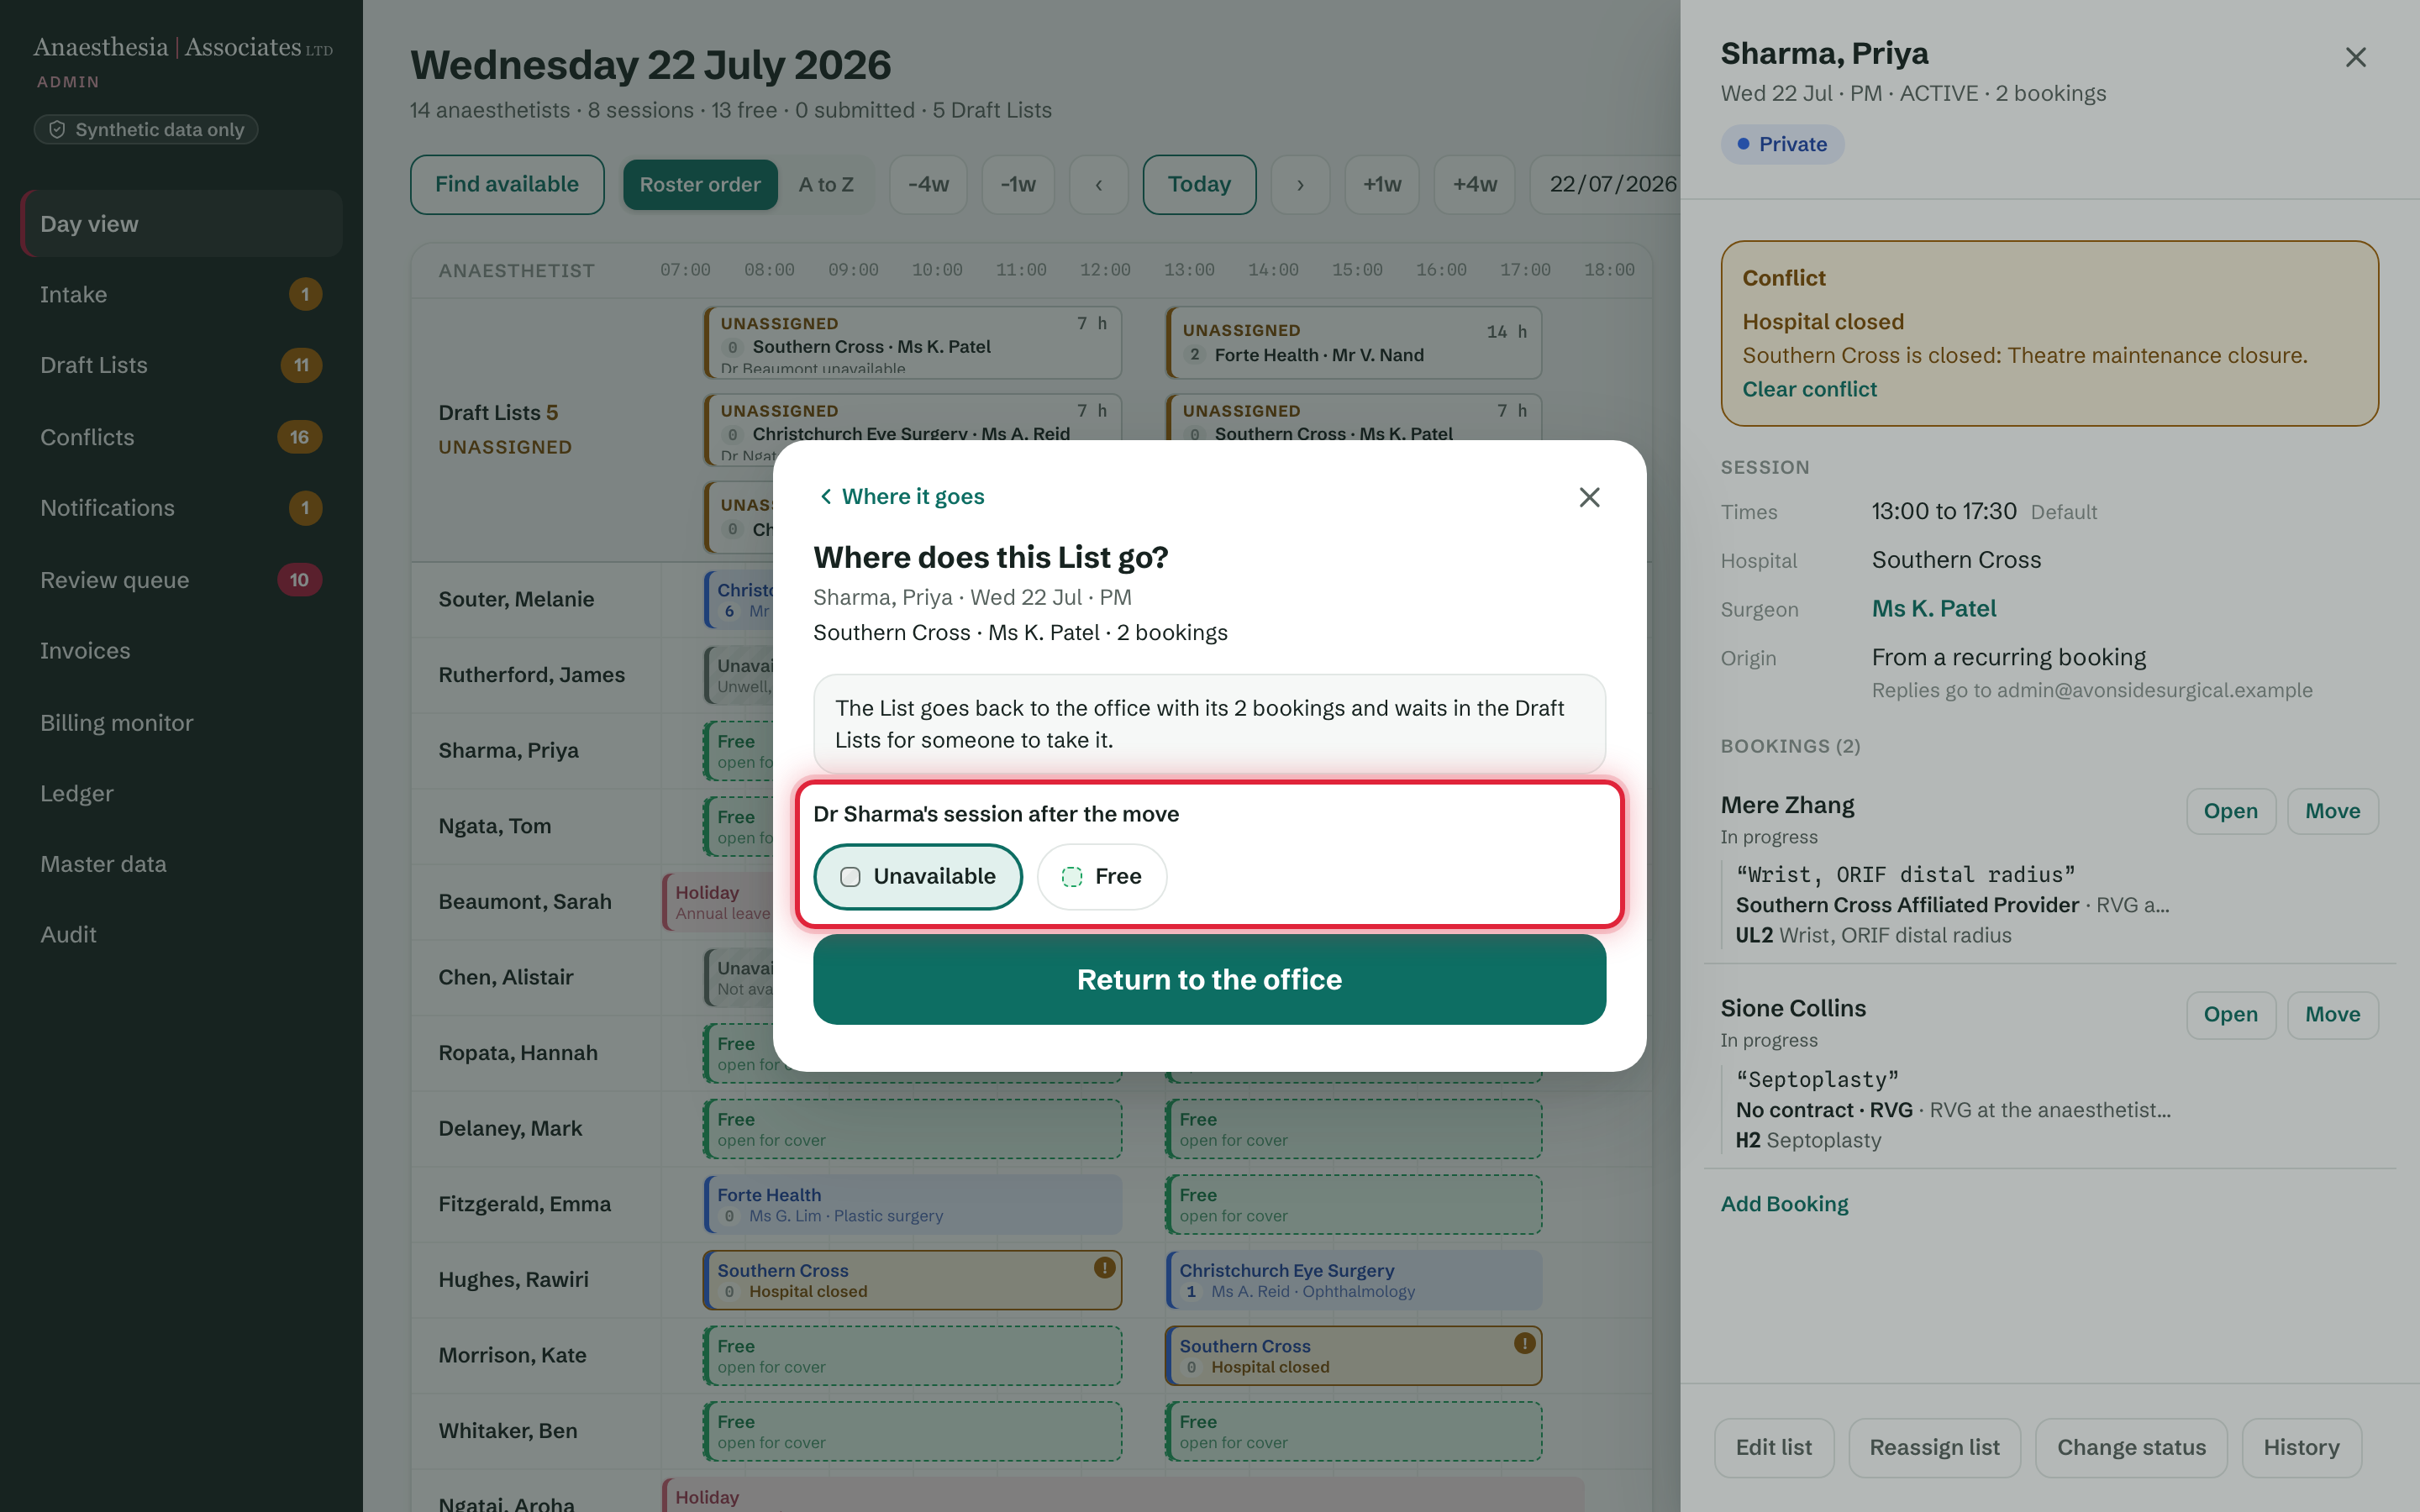 Anaesthesia | Associates LTD
ADMIN
Synthetic data only
Day view
Intake 1
Draft Lists 11
Conflicts 16
Notifications 1
Review queue 10
Invoices
Billing monitor
Ledger
Master data
Audit
Wednesday 22 July 2026
14 anaesthetists · 8 sessions · 13 free · 0 submitted · 5 Draft Lists
Find available Roster order A to Z -4w -1w ‹ Today › +1w +4w 22/07/2026
ANAESTHETIST 07:00 08:00 09:00 10:00 11:00 12:00 13:00 14:00 15:00 16:00 17:00 18:00
Draft Lists 5
UNASSIGNED
UNASSIGNED 7 h
0 Southern Cross · Ms K. Patel
Dr Beaumont unavailable
UNASSIGNED 14 h
2 Forte Health · Mr V. Nand
UNASSIGNED 7 h
0 Christchurch Eye Surgery · Ms A. Reid
UNASSIGNED 7 h
0 Southern Cross · Ms K. Patel
0
Souter, Melanie
6 Mr
Rutherford, James
Unwell,
Sharma, Priya
Free
Ngata, Tom
Free
Beaumont, Sarah
Holiday
Annual leave
Chen, Alistair
Not
Ropata, Hannah
Free
open for
Delaney, Mark
Free
open for cover
Free
open for cover
Fitzgerald, Emma
Forte Health
0 Ms G. Lim · Plastic surgery
Free
open for cover
Hughes, Rawiri
Southern Cross !
0 Hospital closed
Christchurch Eye Surgery
1 Ms A. Reid · Ophthalmology
Morrison, Kate
Free
open for cover
Southern Cross !
0 Hospital closed
Whitaker, Ben
Free
open for cover
Free
open for cover
Ngatai, Aroha
Holiday
‹ Where it goes
Where does this List go?
Sharma, Priya · Wed 22 Jul · PM
Southern Cross · Ms K. Patel · 2 bookings
The List goes back to the office with its 2 bookings and waits in the Draft
Lists for someone to take it.
Dr Sharma's session after the move
Unavailable Free
Return to the office
Sharma, Priya
Wed 22 Jul · PM · ACTIVE · 2 bookings
Private
Conflict
Hospital closed
Southern Cross is closed: Theatre maintenance closure.
Clear conflict
SESSION
Times 13:00 to 17:30 Default
Hospital Southern Cross
Surgeon Ms K. Patel
Origin From a recurring booking
Replies go to admin@avonsidesurgical.example
BOOKINGS (2)
Mere Zhang Open Move
In progress
“Wrist, ORIF distal radius”
Southern Cross Affiliated Provider · RVG a...
UL2 Wrist, ORIF distal radius
Sione Collins Open Move
In progress
“Septoplasty”
No contract · RVG · RVG at the anaesthetist...
H2 Septoplasty
Add Booking
Edit list Reassign list Change status History